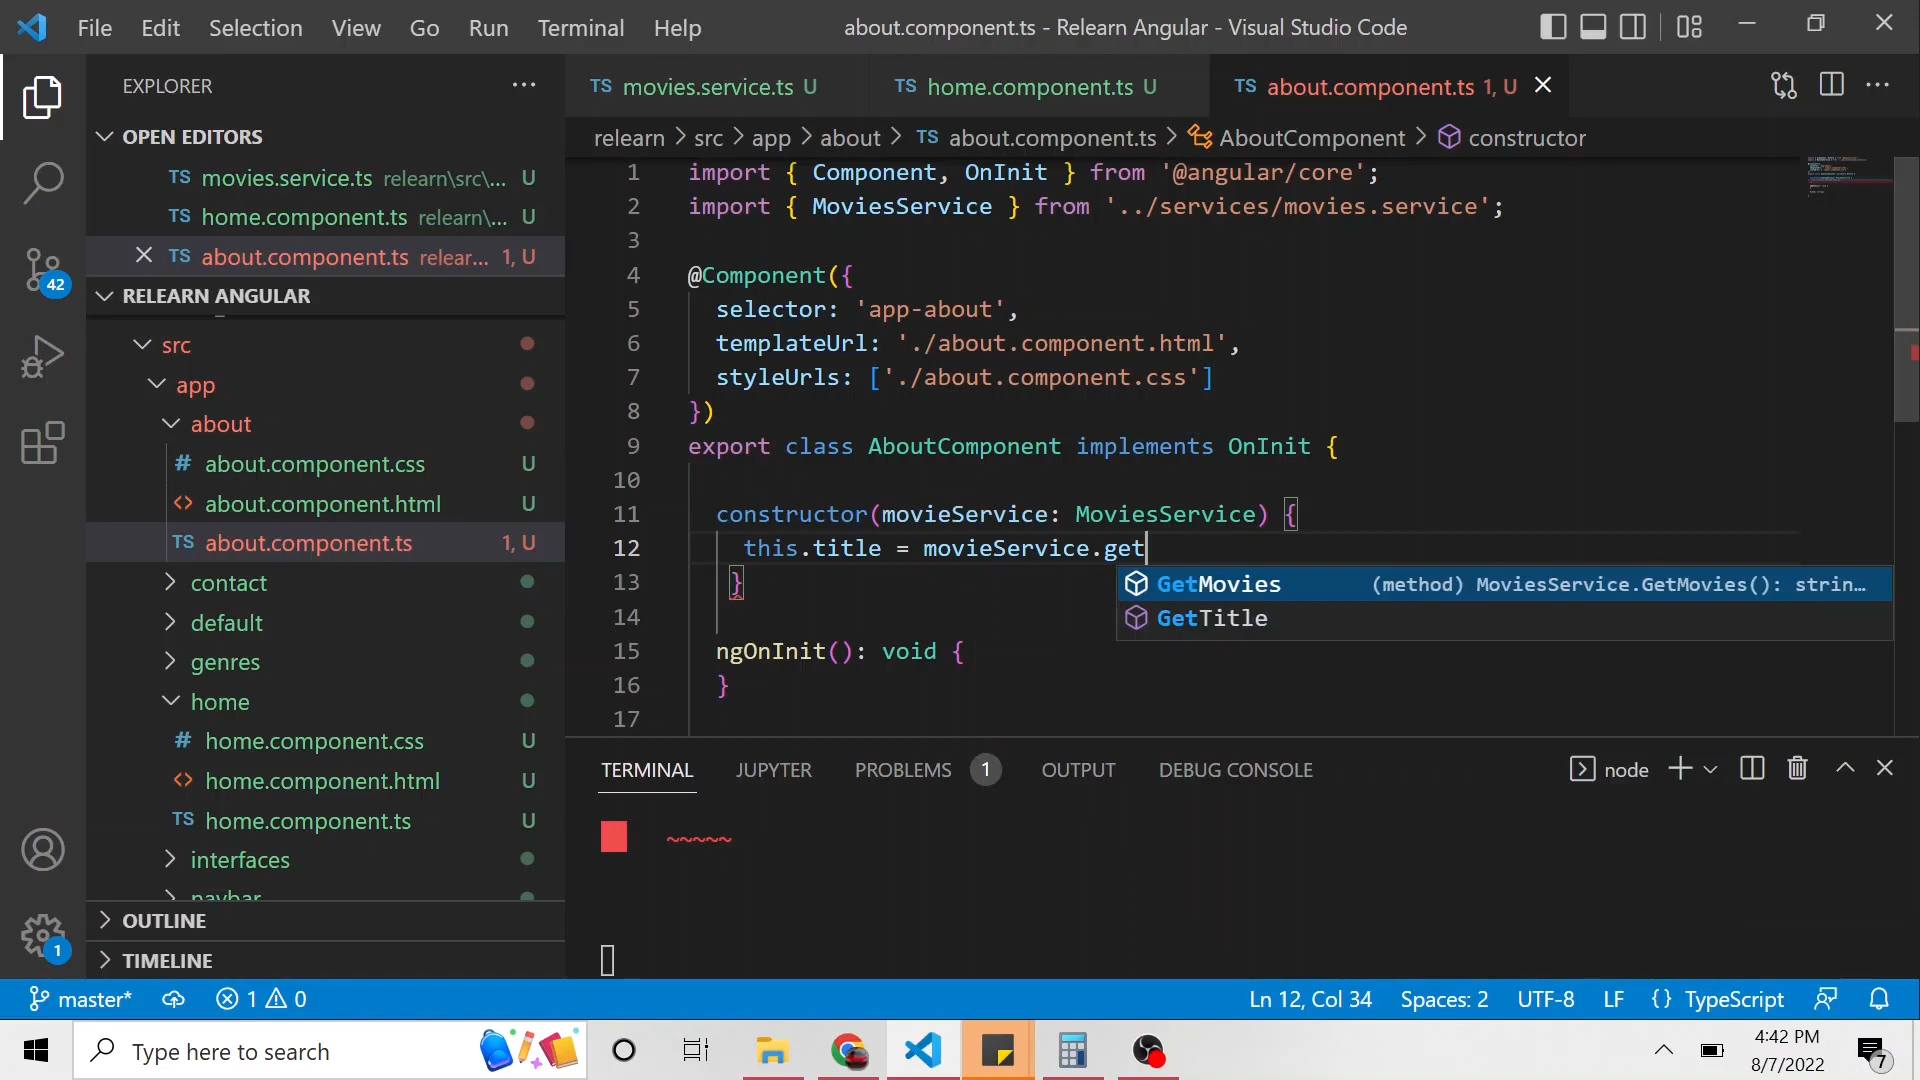 File Edit Selection View Go Run Terminal Help
about.component.ts - Relearn Angular - Visual Studio Code
EXPLORER
OPEN EDITORS
TS movies.service.ts relearn\src\... U
TS home.component.ts relearn\... U
TS about.component.ts relear... 1, U
RELEARN ANGULAR
src
app
about
# about.component.css U
<> about.component.html U
TS about.component.ts 1, U
contact
default
genres
home
# home.component.css U
<> home.component.html U
TS home.component.ts U
interfaces
navbar
OUTLINE
TIMELINE
42
1
TS movies.service.ts U
TS home.component.ts U
TS about.component.ts 1, U
relearn > src > app > about > TS about.component.ts > AboutComponent > constructor
1 import { Component, OnInit } from '@angular/core';
2 import { MoviesService } from '../services/movies.service';
3
4 @Component({
5 selector: 'app-about',
6 templateUrl: './about.component.html',
7 styleUrls: ['./about.component.css']
8 })
9 export class AboutComponent implements OnInit {
10
11 constructor(movieService: MoviesService) {
12 this.title = movieService.get
13 }
14
15 ngOnInit(): void {
16 }
17
GetMovies (method) MoviesService.GetMovies(): strin...
GetTitle
TERMINAL JUPYTER PROBLEMS 1 OUTPUT DEBUG CONSOLE
node
~~~~~
master* 1 0
Ln 12, Col 34 Spaces: 2 UTF-8 LF {} TypeScript
Type here to search
4:42 PM
8/7/2022
7